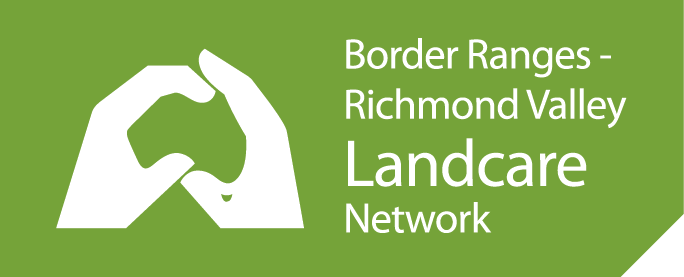 Border Ranges -
Richmond Valley
Landcare
Network